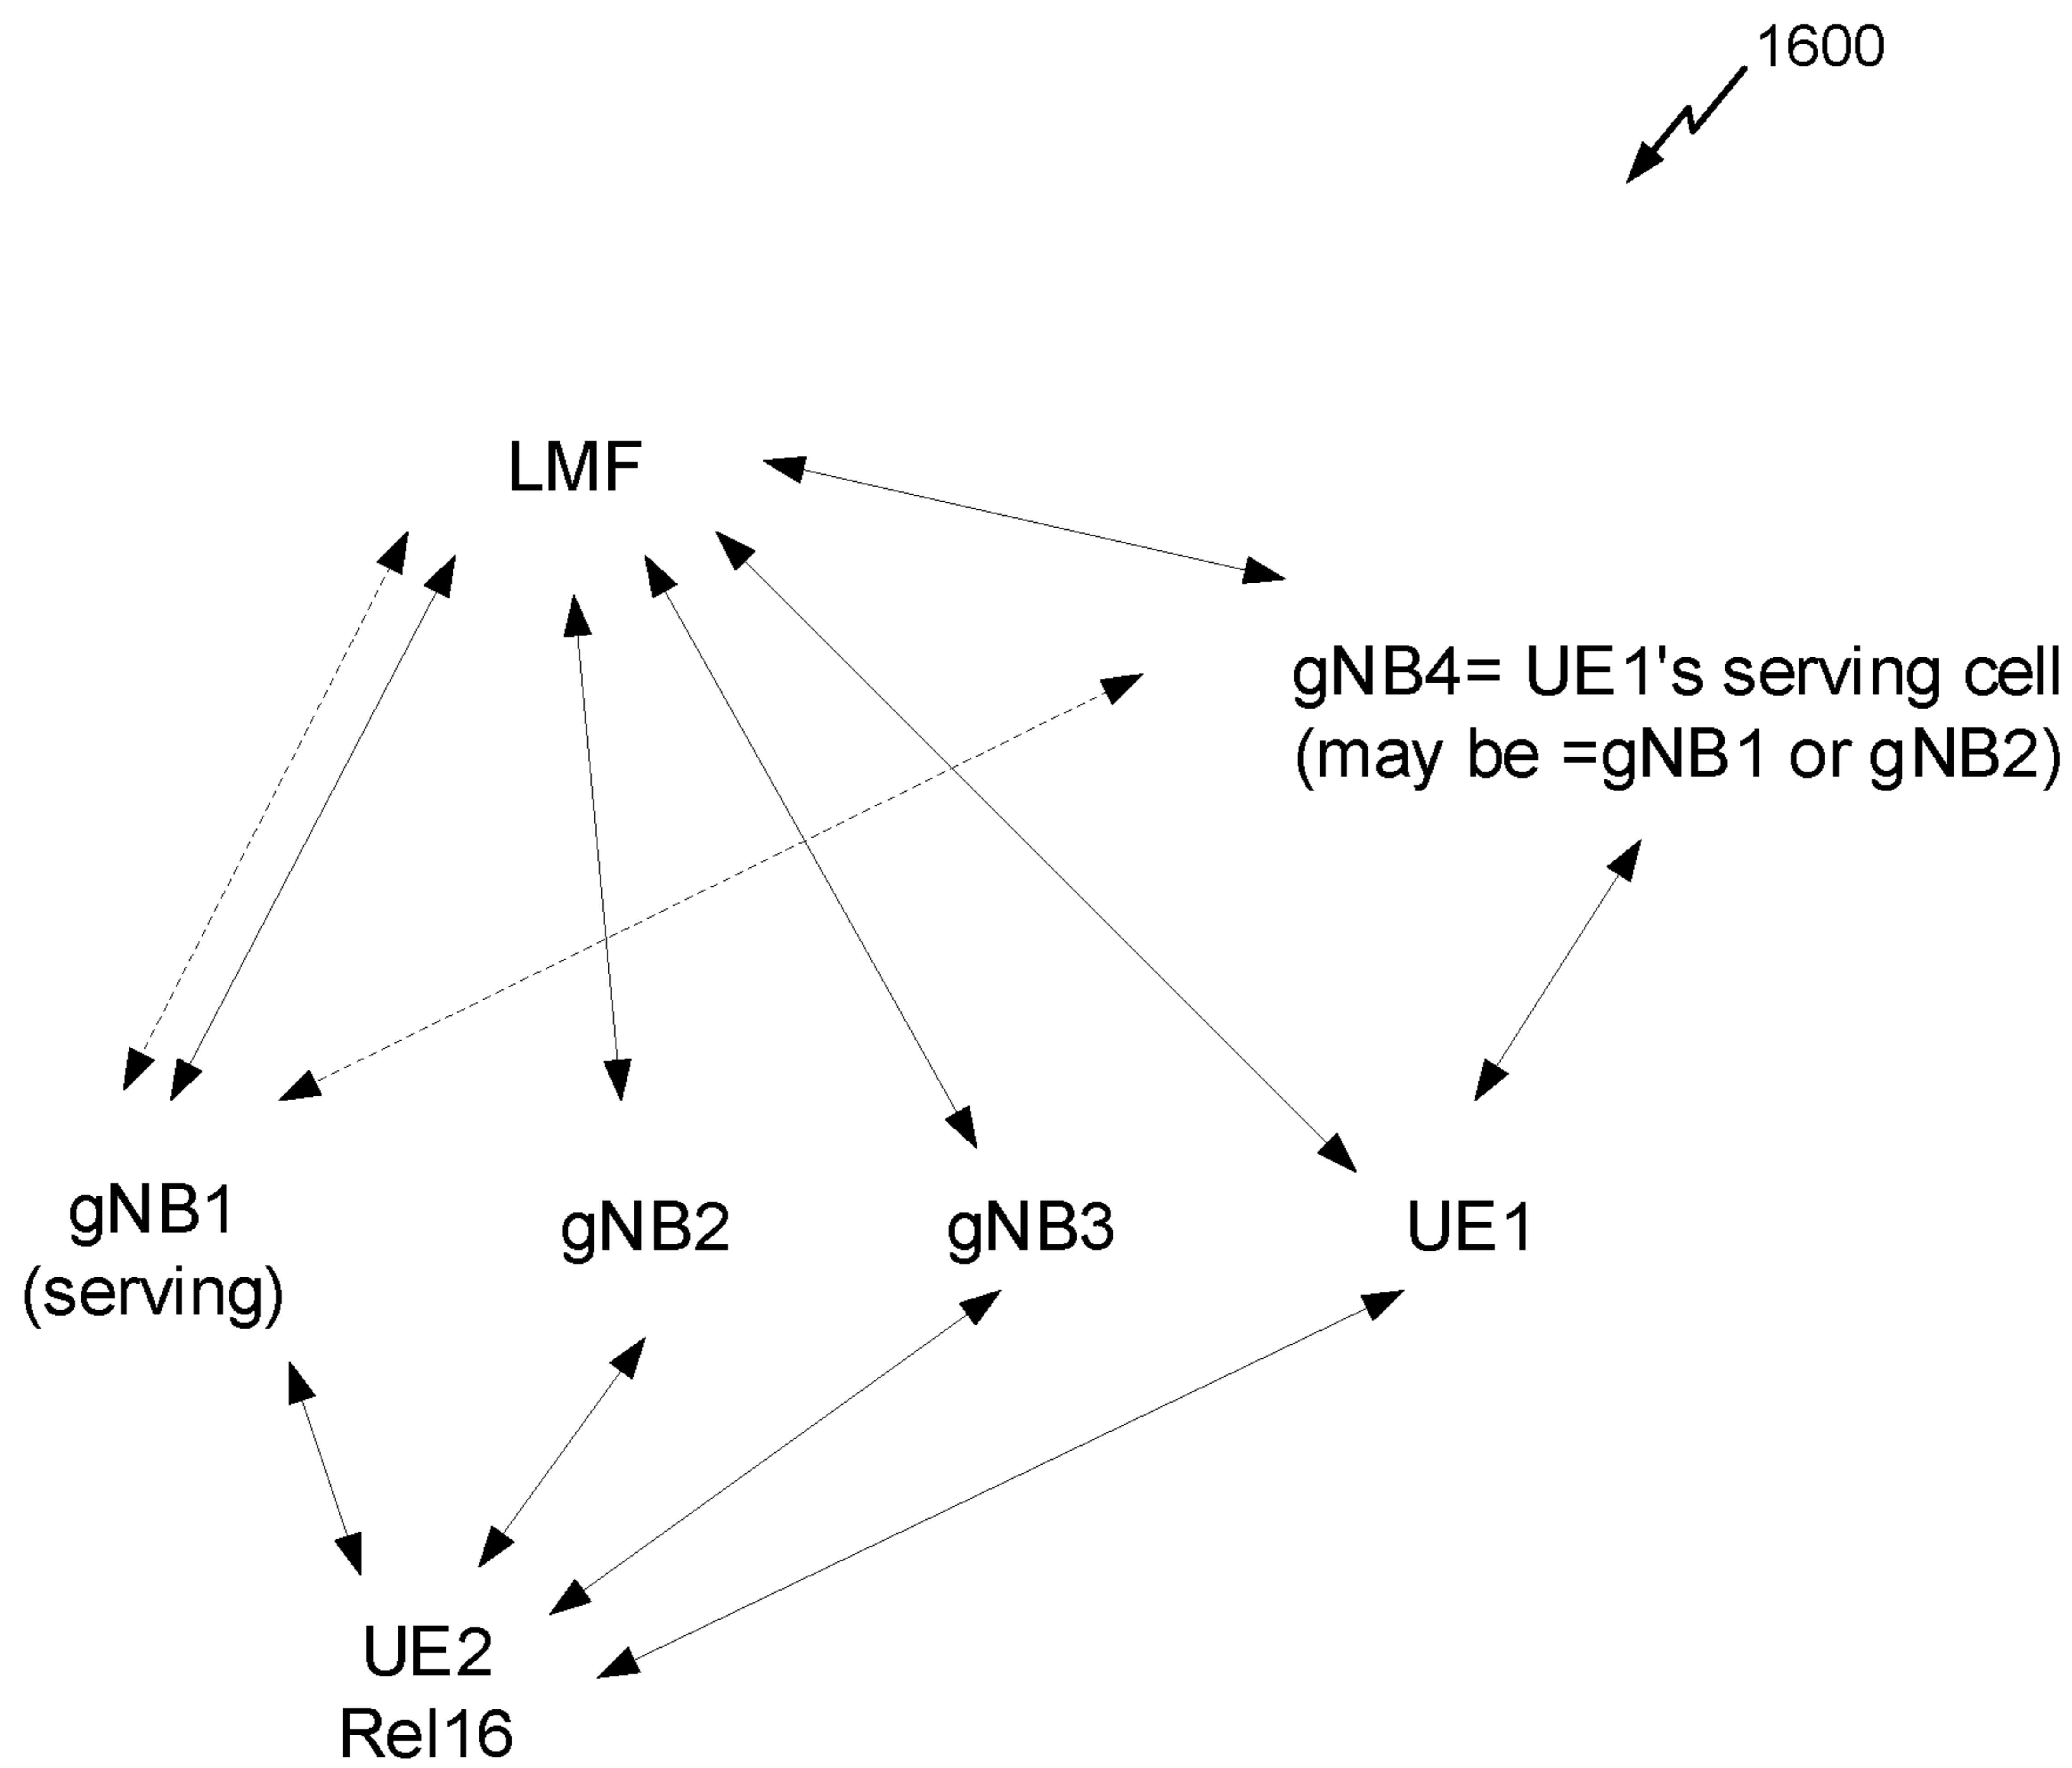 1600
LMF
gNB4= UE1's serving cell
(may be =gNB1 or gNB2)
gNB1
(serving)
gNB2
gNB3
UE1
UE2
Rel16